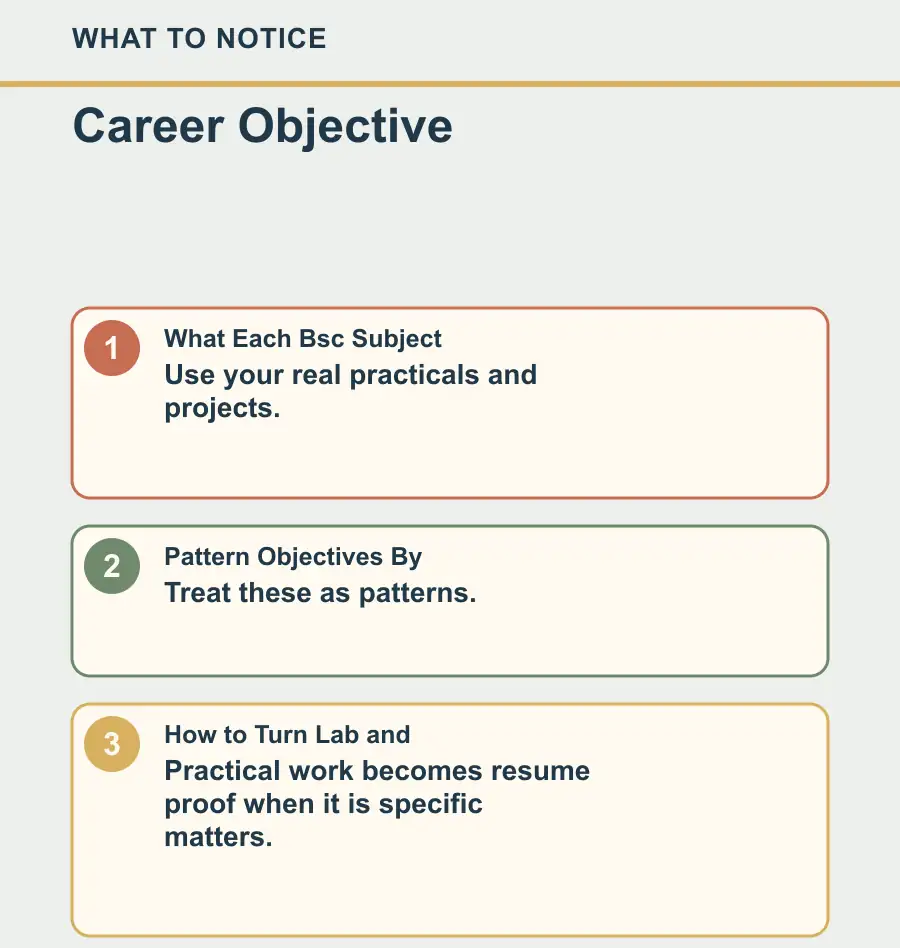 WHAT TO NOTICE
Career Objective
1
What Each Bsc Subject
Use your real practicals and
projects.
2
Pattern Objectives By
Treat these as patterns.
3
How to Turn Lab and
Practical work becomes resume
proof when it is specific
matters.